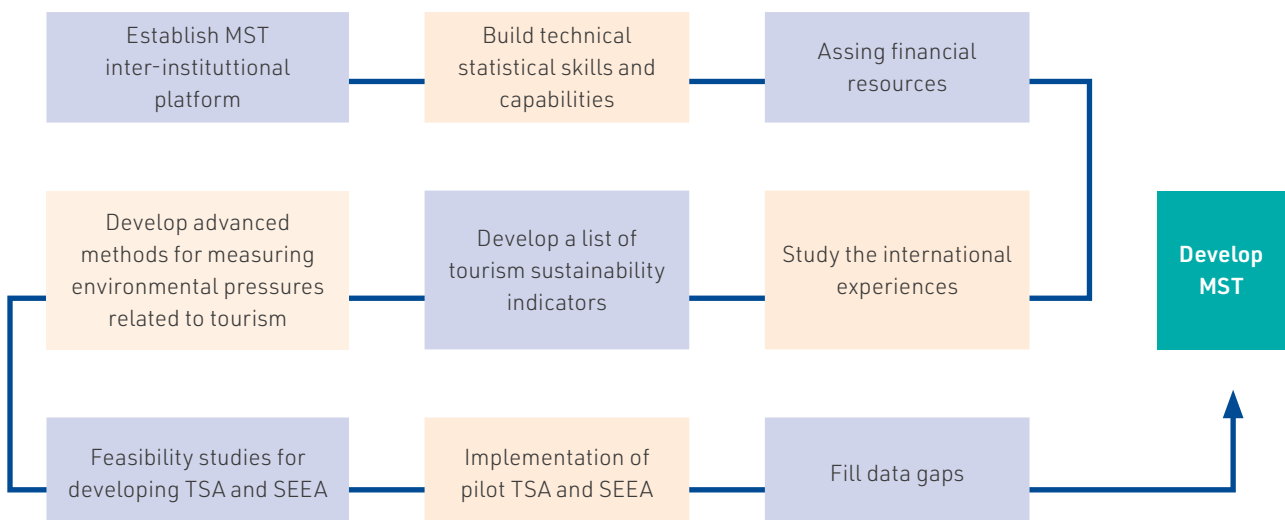 Establish MST
inter-instituttional
platform
Build technical
statistical skills and
capabilities
Assing financial
resources
Develop advanced
methods for measuring
environmental pressures
related to tourism
Develop a list of
tourism sustainability
indicators
Study the international
experiences
Develop
MST
Feasibility studies for
developing TSA and SEEA
Implementation of
pilot TSA and SEEA
Fill data gaps